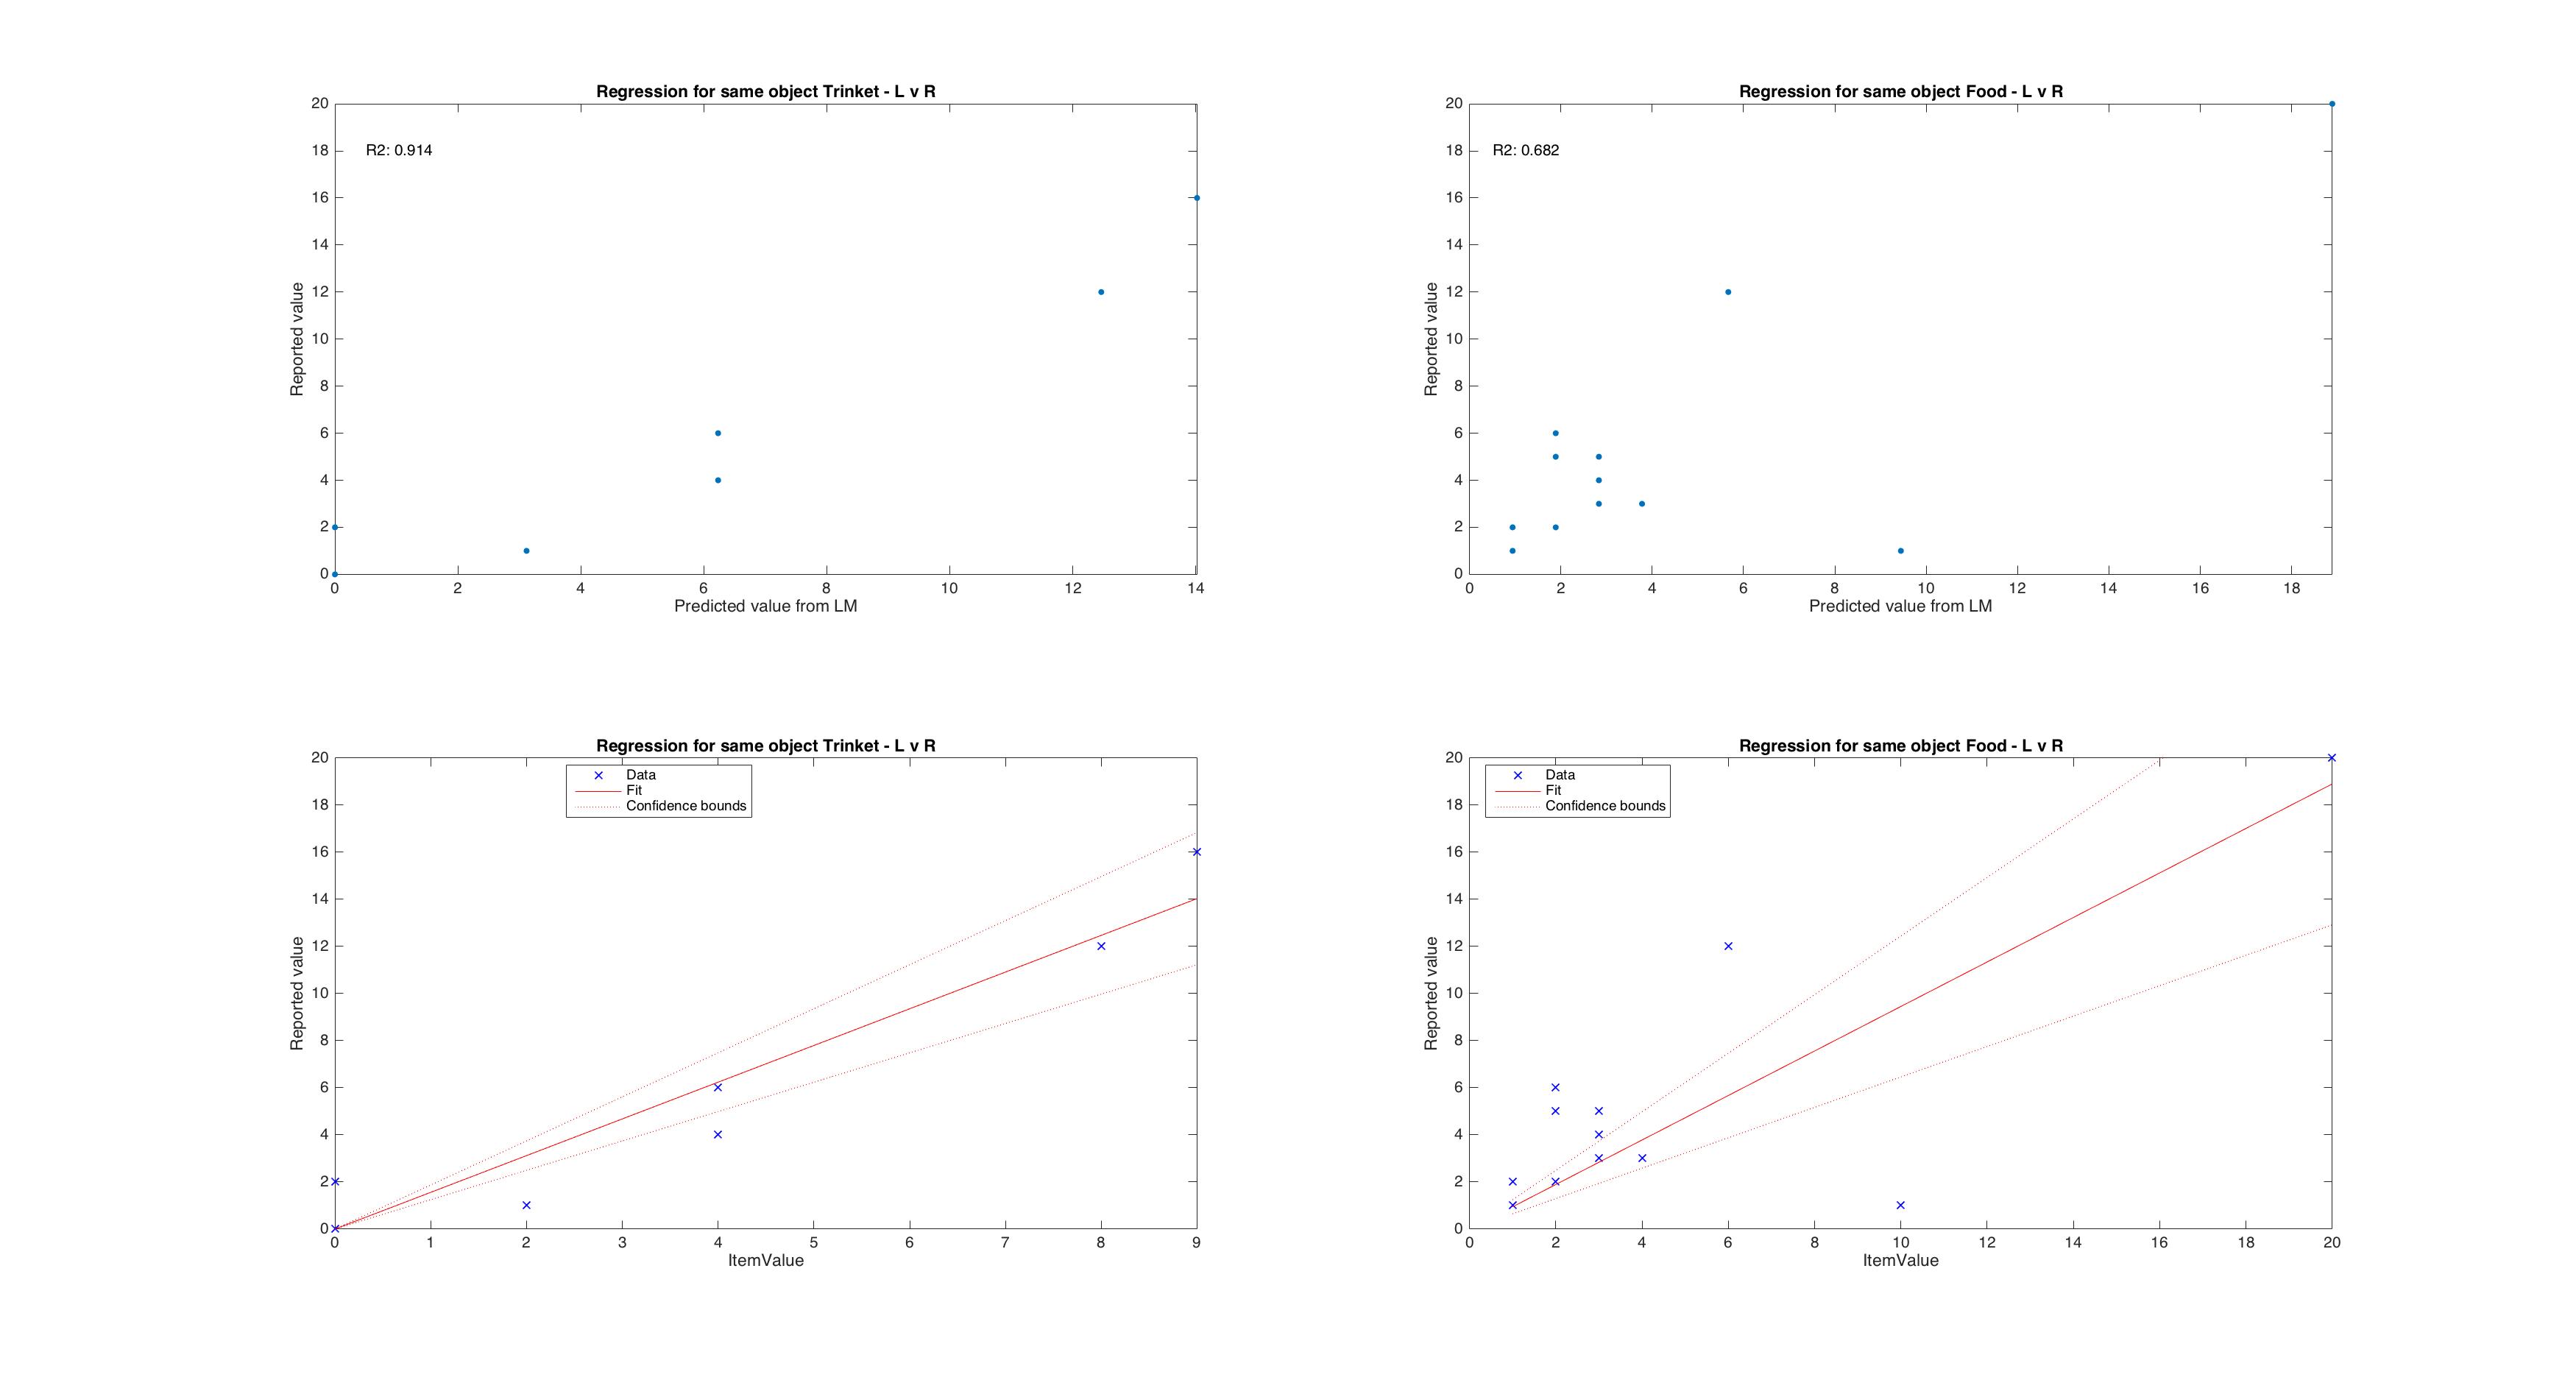 Regression for same object Trinket - L v R
R2: 0.914
20
18
16
14
12
10
8
6
4
2
0
Reported value
0 2 4 6 8 10 12 14
Predicted value from LM
Regression for same object Food - L v R
R2: 0.682
20
18
16
14
12
10
8
6
4
2
0
Reported value
0 2 4 6 8 10 12 14 16 18
Predicted value from LM
Regression for same object Trinket - L v R
Data
Fit
Confidence bounds
20
18
16
14
12
10
8
6
4
2
0
Reported value
0 1 2 3 4 5 6 7 8 9
ItemValue
Regression for same object Food - L v R
Data
Fit
Confidence bounds
20
18
16
14
12
10
8
6
4
2
0
Reported value
0 2 4 6 8 10 12 14 16 18 20
ItemValue